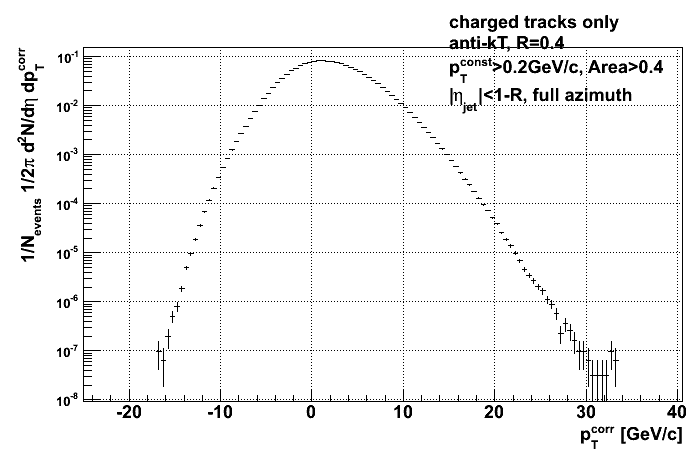 charged tracks only
anti-kT, R=0.4
p_T^const>0.2GeV/c, Area>0.4
|η_jet|<1-R, full azimuth
1/N_events 1/2π d²N/dη dp_T^corr
10^-1
10^-2
10^-3
10^-4
10^-5
10^-6
10^-7
10^-8
-20 -10 0 10 20 30 40
p_T^corr [GeV/c]